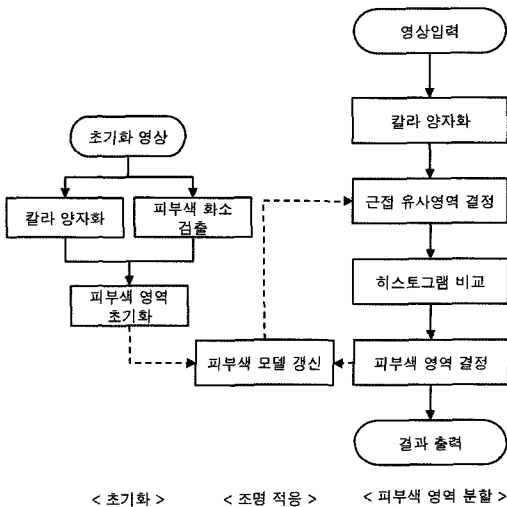 영상입력
칼라 양자화
초기화 영상
칼라 양자화
피부색 화소
검출
근접 유사영역 결정
히스토그램 비교
피부색 영역
초기화
피부색 모델 갱신
피부색 영역 결정
결과 출력
< 초기화 >
< 조명 적응 >
< 피부색 영역 분할 >